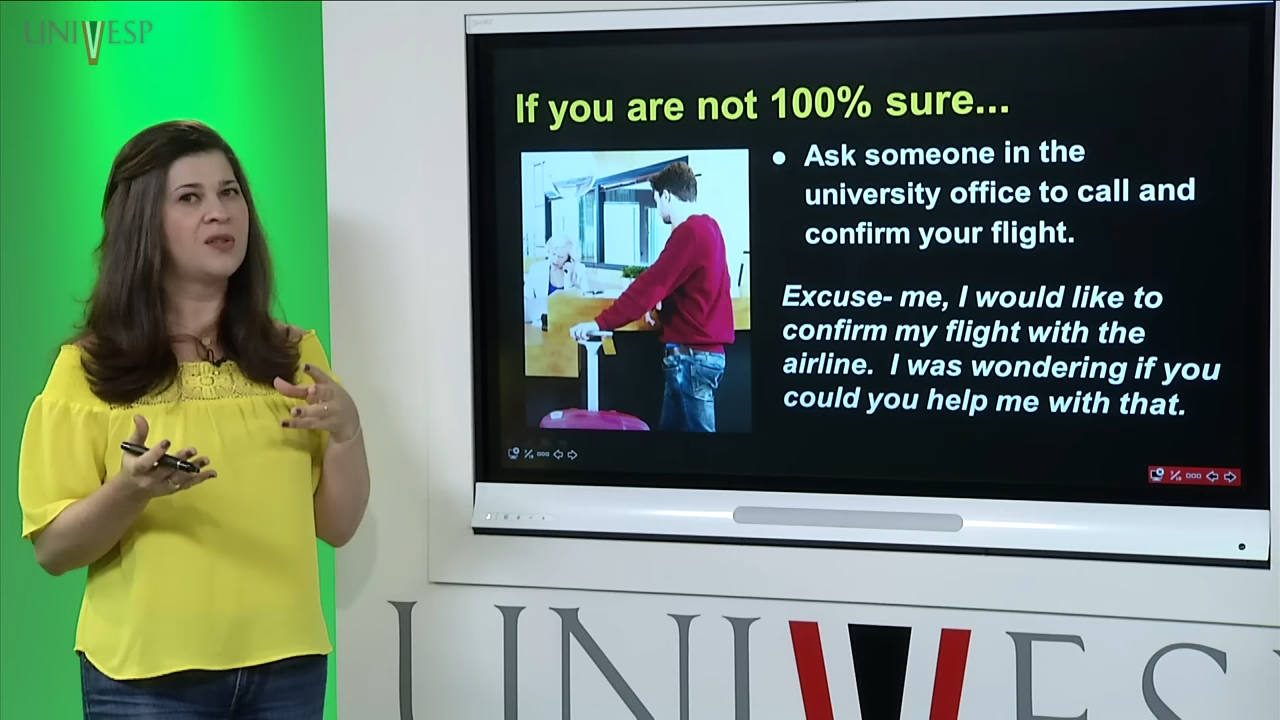 UNIVESP
If you are not 100% sure...
● Ask someone in the
university office to call and
confirm your flight.
Excuse- me, I would like to
confirm my flight with the
airline.  I was wondering if you
could you help me with that.
UNIVESP